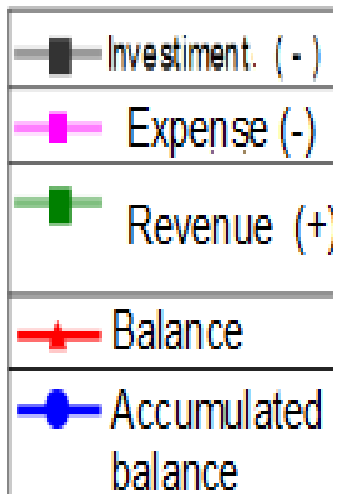 Investiment. ( - )
Expense (-)
Revenue (+)
Balance
Accumulated
balance